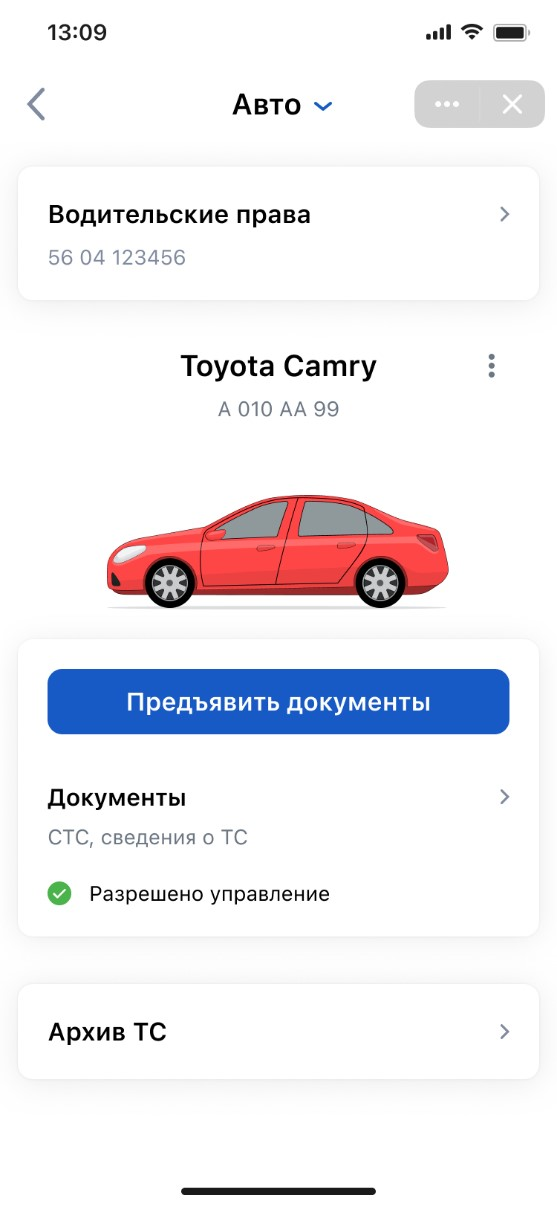 13:09
Авто
Водительские права
56 04 123456
Toyota Camry
А 010 АА 99
Предъявить документы
Документы
СТС, сведения о ТС
Разрешено управление
Архив ТС